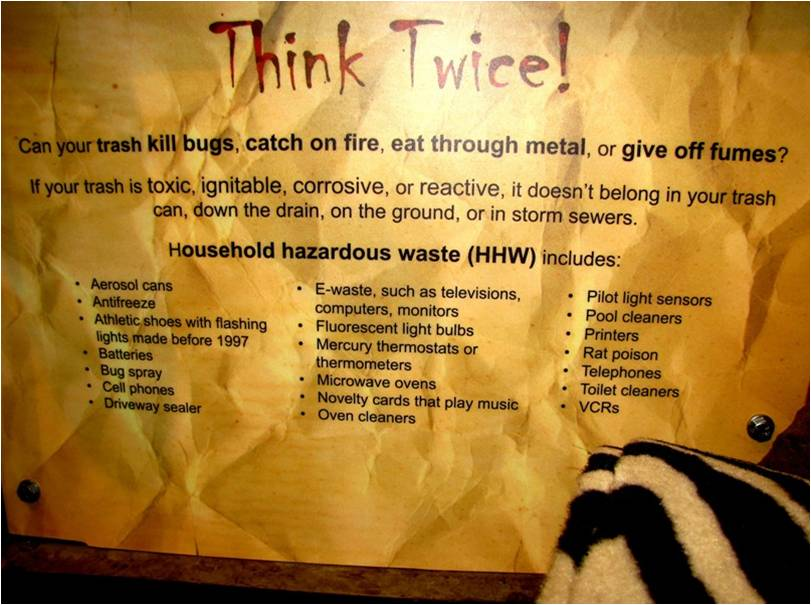 Think Twice!
Can your trash kill bugs, catch on fire, eat through metal, or give off fumes?
If your trash is toxic, ignitable, corrosive, or reactive, it doesn't belong in your trash
can, down the drain, on the ground, or in storm sewers.
Household hazardous waste (HHW) includes:
• Aerosol cans
• Antifreeze
• Athletic shoes with flashing
lights made before 1997
• Batteries
• Bug spray
• Cell phones
• Driveway sealer
• E-waste, such as televisions,
computers, monitors
• Fluorescent light bulbs
• Mercury thermostats or
thermometers
• Microwave ovens
• Novelty cards that play music
• Oven cleaners
• Pilot light sensors
• Pool cleaners
• Printers
• Rat poison
• Telephones
• Toilet cleaners
• VCRs